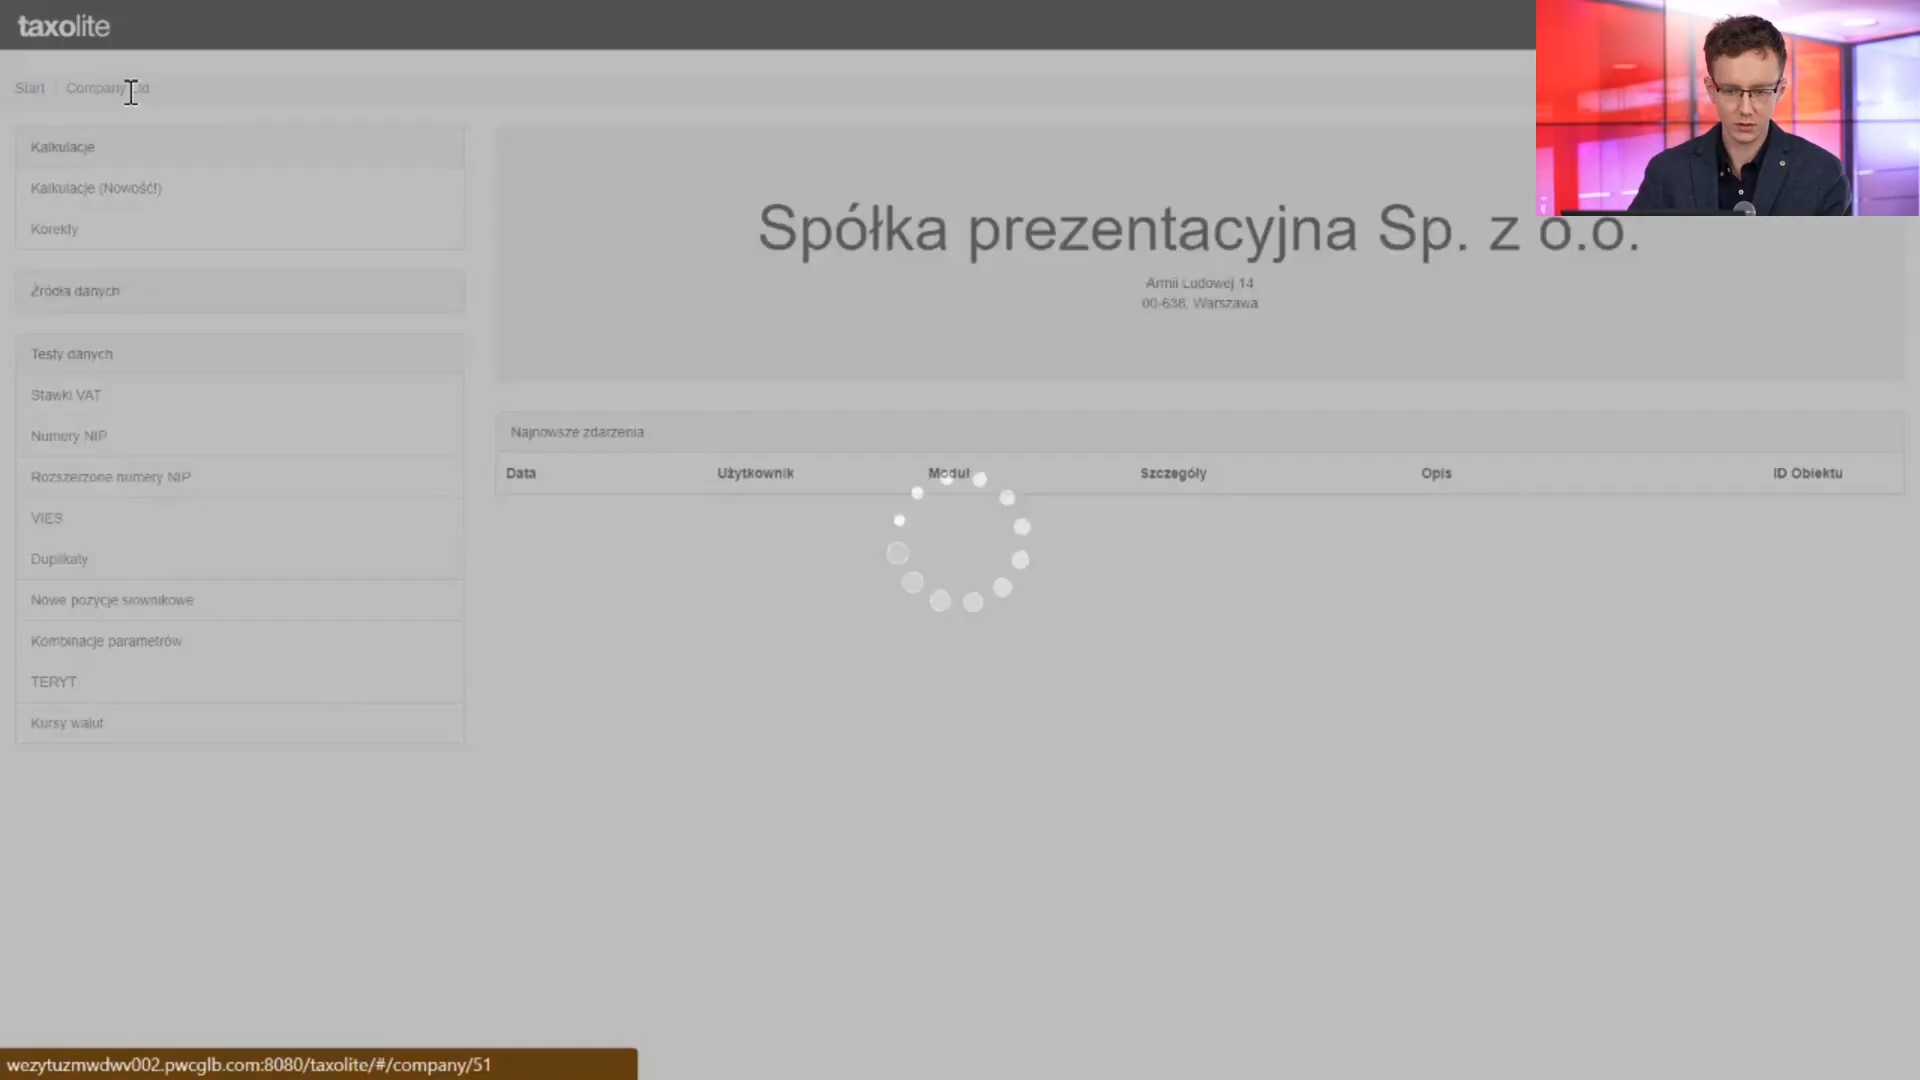 taxolite
Start
Company
Kalkulacje
Kalkulacje (Nowość!)
Korekty
Źródła danych
Testy danych
Stawki VAT
Numery NIP
Rozszerzone numery NIP
VIES
Duplikaty
Nowe pozycje słownikowe
Kombinacje parametrów
TERYT
Kursy walut
Spółka prezentacyjna Sp. z o.o.
Armii Ludowej 14
00-638, Warszawa
Najnowsze zdarzenia
Data Użytkownik Moduł Szczegóły Opis ID Obiektu
wezytuzmwdwv002.pwcglb.com:8080/taxolite/#/company/51